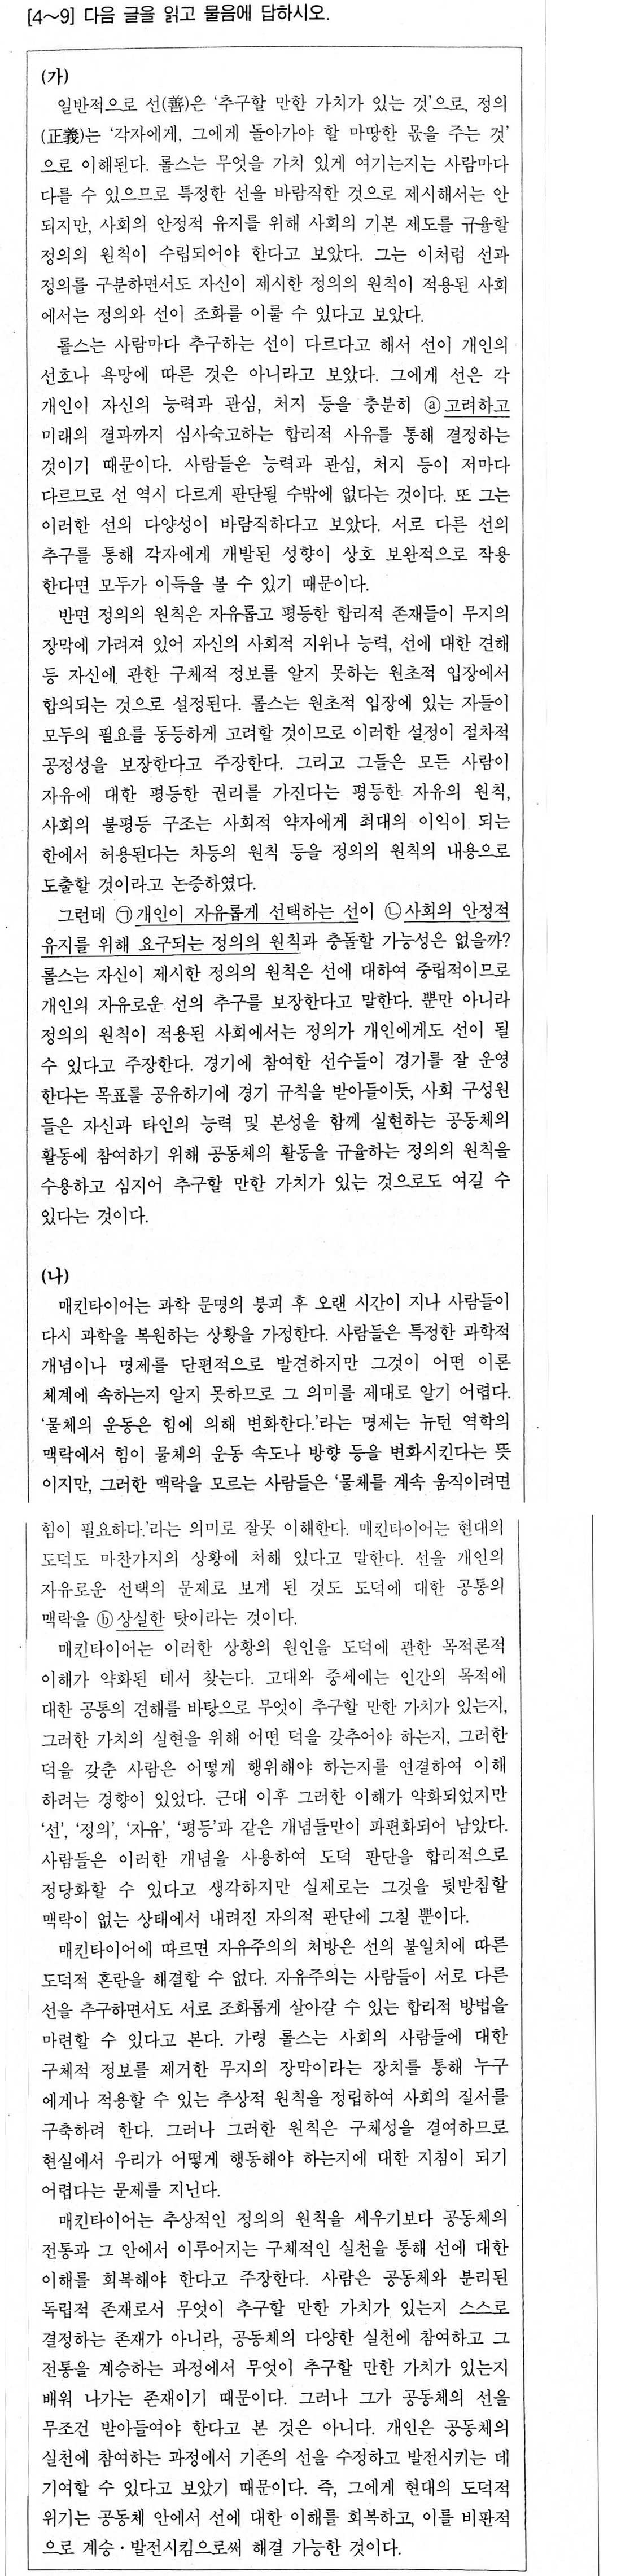 [4～9] 다음 글을 읽고 물음에 답하시오.
(가)
일반적으로 선(善)은 ‘추구할 만한 가치가 있는 것’으로, 정의
(正義)는 ‘각자에게, 그에게 돌아가야 할 마땅한 몫을 주는 것’
으로 이해된다. 롤스는 무엇을 가치 있게 여기는지는 사람마다
다를 수 있으므로 특정한 선을 바람직한 것으로 제시해서는 안
되지만, 사회의 안정적 유지를 위해 사회의 기본 제도를 규율할
정의의 원칙이 수립되어야 한다고 보았다. 그는 이처럼 선과
정의를 구분하면서도 자신이 제시한 정의의 원칙이 적용된 사회
에서는 정의와 선이 조화를 이룰 수 있다고 보았다.
롤스는 사람마다 추구하는 선이 다르다고 해서 선이 개인의
선호나 욕망에 따른 것은 아니라고 보았다. 그에게 선은 각
개인이 자신의 능력과 관심, 처지 등을 충분히 ⓐ고려하고
미래의 결과까지 심사숙고하는 합리적 사유를 통해 결정하는
것이기 때문이다. 사람들은 능력과 관심, 처지 등이 저마다
다르므로 선 역시 다르게 판단될 수밖에 없다는 것이다. 또 그는
이러한 선의 다양성이 바람직하다고 보았다. 서로 다른 선의
추구를 통해 각자에게 개발된 성향이 상호 보완적으로 작용
한다면 모두가 이득을 볼 수 있기 때문이다.
반면 정의의 원칙은 자유롭고 평등한 합리적 존재들이 무지의
장막에 가려져 있어 자신의 사회적 지위나 능력, 선에 대한 견해
등 자신에 관한 구체적 정보를 알지 못하는 원초적 입장에서
합의되는 것으로 설정된다. 롤스는 원초적 입장에 있는 자들이
모두의 필요를 동등하게 고려할 것이므로 이러한 설정이 절차적
공정성을 보장한다고 주장한다. 그리고 그들은 모든 사람이
자유에 대한 평등한 권리를 가진다는 평등한 자유의 원칙,
사회의 불평등 구조는 사회적 약자에게 최대의 이익이 되는
한에서 허용된다는 차등의 원칙 등을 정의의 원칙의 내용으로
도출할 것이라고 논증하였다.
그런데 ㉠개인이 자유롭게 선택하는 선이 ㉡사회의 안정적
유지를 위해 요구되는 정의의 원칙과 충돌할 가능성은 없을까?
롤스는 자신이 제시한 정의의 원칙은 선에 대하여 중립적이므로
개인의 자유로운 선의 추구를 보장한다고 말한다. 뿐만 아니라
정의의 원칙이 적용된 사회에서는 정의가 개인에게도 선이 될
수 있다고 주장한다. 경기에 참여한 선수들이 경기를 잘 운영
한다는 목표를 공유하기에 경기 규칙을 받아들이듯, 사회 구성원
들은 자신과 타인의 능력 및 본성을 함께 실현하는 공동체의
활동에 참여하기 위해 공동체의 활동을 규율하는 정의의 원칙을
수용하고 심지어 추구할 만한 가치가 있는 것으로도 여길 수
있다는 것이다.
(나)
매킨타이어는 과학 문명의 붕괴 후 오랜 시간이 지나 사람들이
다시 과학을 복원하는 상황을 가정한다. 사람들은 특정한 과학적
개념이나 명제를 단편적으로 발견하지만 그것이 어떤 이론
체계에 속하는지 알지 못하므로 그 의미를 제대로 알기 어렵다.
‘물체의 운동은 힘에 의해 변화한다.’라는 명제는 뉴턴 역학의
맥락에서 힘이 물체의 운동 속도나 방향 등을 변화시킨다는 뜻
이지만, 그러한 맥락을 모르는 사람들은 ‘물체를 계속 움직이려면
힘이 필요하다.’라는 의미로 잘못 이해한다. 매킨타이어는 현대의
도덕도 마찬가지의 상황에 처해 있다고 말한다. 선을 개인의
자유로운 선택의 문제로 보게 된 것도 도덕에 대한 공통의
맥락을 ⓑ상실한 탓이라는 것이다.
매킨타이어는 이러한 상황의 원인을 도덕에 관한 목적론적
이해가 약화된 데서 찾는다. 고대와 중세에는 인간의 목적에
대한 공통의 견해를 바탕으로 무엇이 추구할 만한 가치가 있는지,
그러한 가치의 실현을 위해 어떤 덕을 갖추어야 하는지, 그러한
덕을 갖춘 사람은 어떻게 행위해야 하는지를 연결하여 이해
하려는 경향이 있었다. 근대 이후 그러한 이해가 약화되었지만
‘선’, ‘정의’, ‘자유’, ‘평등’과 같은 개념들만이 파편화되어 남았다.
사람들은 이러한 개념을 사용하여 도덕 판단을 합리적으로
정당화할 수 있다고 생각하지만 실제로는 그것을 뒷받침할
맥락이 없는 상태에서 내려진 자의적 판단에 그칠 뿐이다.
매킨타이어에 따르면 자유주의의 처방은 선의 불일치에 따른
도덕적 혼란을 해결할 수 없다. 자유주의는 사람들이 서로 다른
선을 추구하면서도 서로 조화롭게 살아갈 수 있는 합리적 방법을
마련할 수 있다고 본다. 가령 롤스는 사회의 사람들에 대한
구체적 정보를 제거한 무지의 장막이라는 장치를 통해 누구
에게나 적용할 수 있는 추상적 원칙을 정립하여 사회의 질서를
구축하려 한다. 그러나 그러한 원칙은 구체성을 결여하므로
현실에서 우리가 어떻게 행동해야 하는지에 대한 지침이 되기
어렵다는 문제를 지닌다.
매킨타이어는 추상적인 정의의 원칙을 세우기보다 공동체의
전통과 그 안에서 이루어지는 구체적인 실천을 통해 선에 대한
이해를 회복해야 한다고 주장한다. 사람은 공동체와 분리된
독립적 존재로서 무엇이 추구할 만한 가치가 있는지 스스로
결정하는 존재가 아니라, 공동체의 다양한 실천에 참여하고 그
전통을 계승하는 과정에서 무엇이 추구할 만한 가치가 있는지
배워 나가는 존재이기 때문이다. 그러나 그가 공동체의 선을
무조건 받아들여야 한다고 본 것은 아니다. 개인은 공동체의
실천에 참여하는 과정에서 기존의 선을 수정하고 발전시키는 데
기여할 수 있다고 보았기 때문이다. 즉, 그에게 현대의 도덕적
위기는 공동체 안에서 선에 대한 이해를 회복하고, 이를 비판적
으로 계승·발전시킴으로써 해결 가능한 것이다.